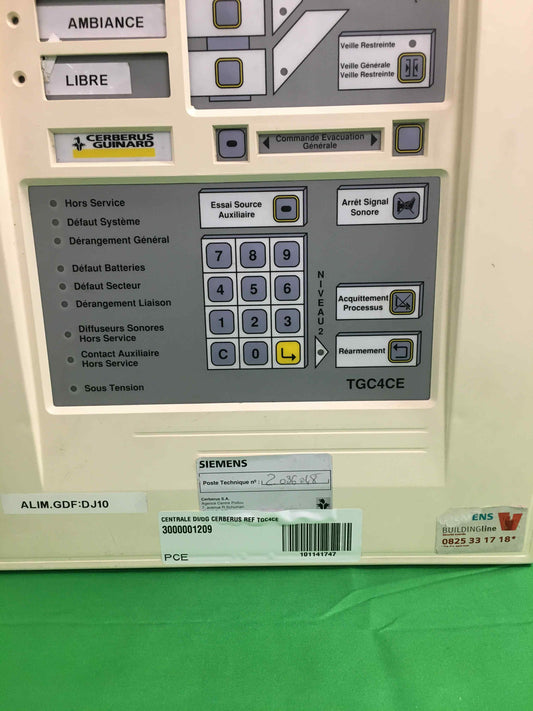 AMBIANCE
LIBRE
Veille Restreinte
Veille Générale
Veille Restreinte
CERBERUS
GUINARD
Commande Evacuation
Générale
Hors Service
Défaut Système
Dérangement Général
Défaut Batteries
Défaut Secteur
Dérangement Liaison
Diffuseurs Sonores
Hors Service
Contact Auxiliaire
Hors Service
Sous Tension
Essai Source
Auxiliaire
Arrêt Signal
Sonore
7 8 9
4 5 6
1 2 3
C 0
NIVEAU 2
Acquittement
Processus
Réarmement
TGC4CE
SIEMENS
Poste Technique n° : 2 036 048
Cerberus S.A.
ALIM.GDF:DJ10
CENTRALE DI/DG CERBERUS REF TGC4CE
3000001209
101141747
PCE
BUILDINGline
0825 33 17 18*